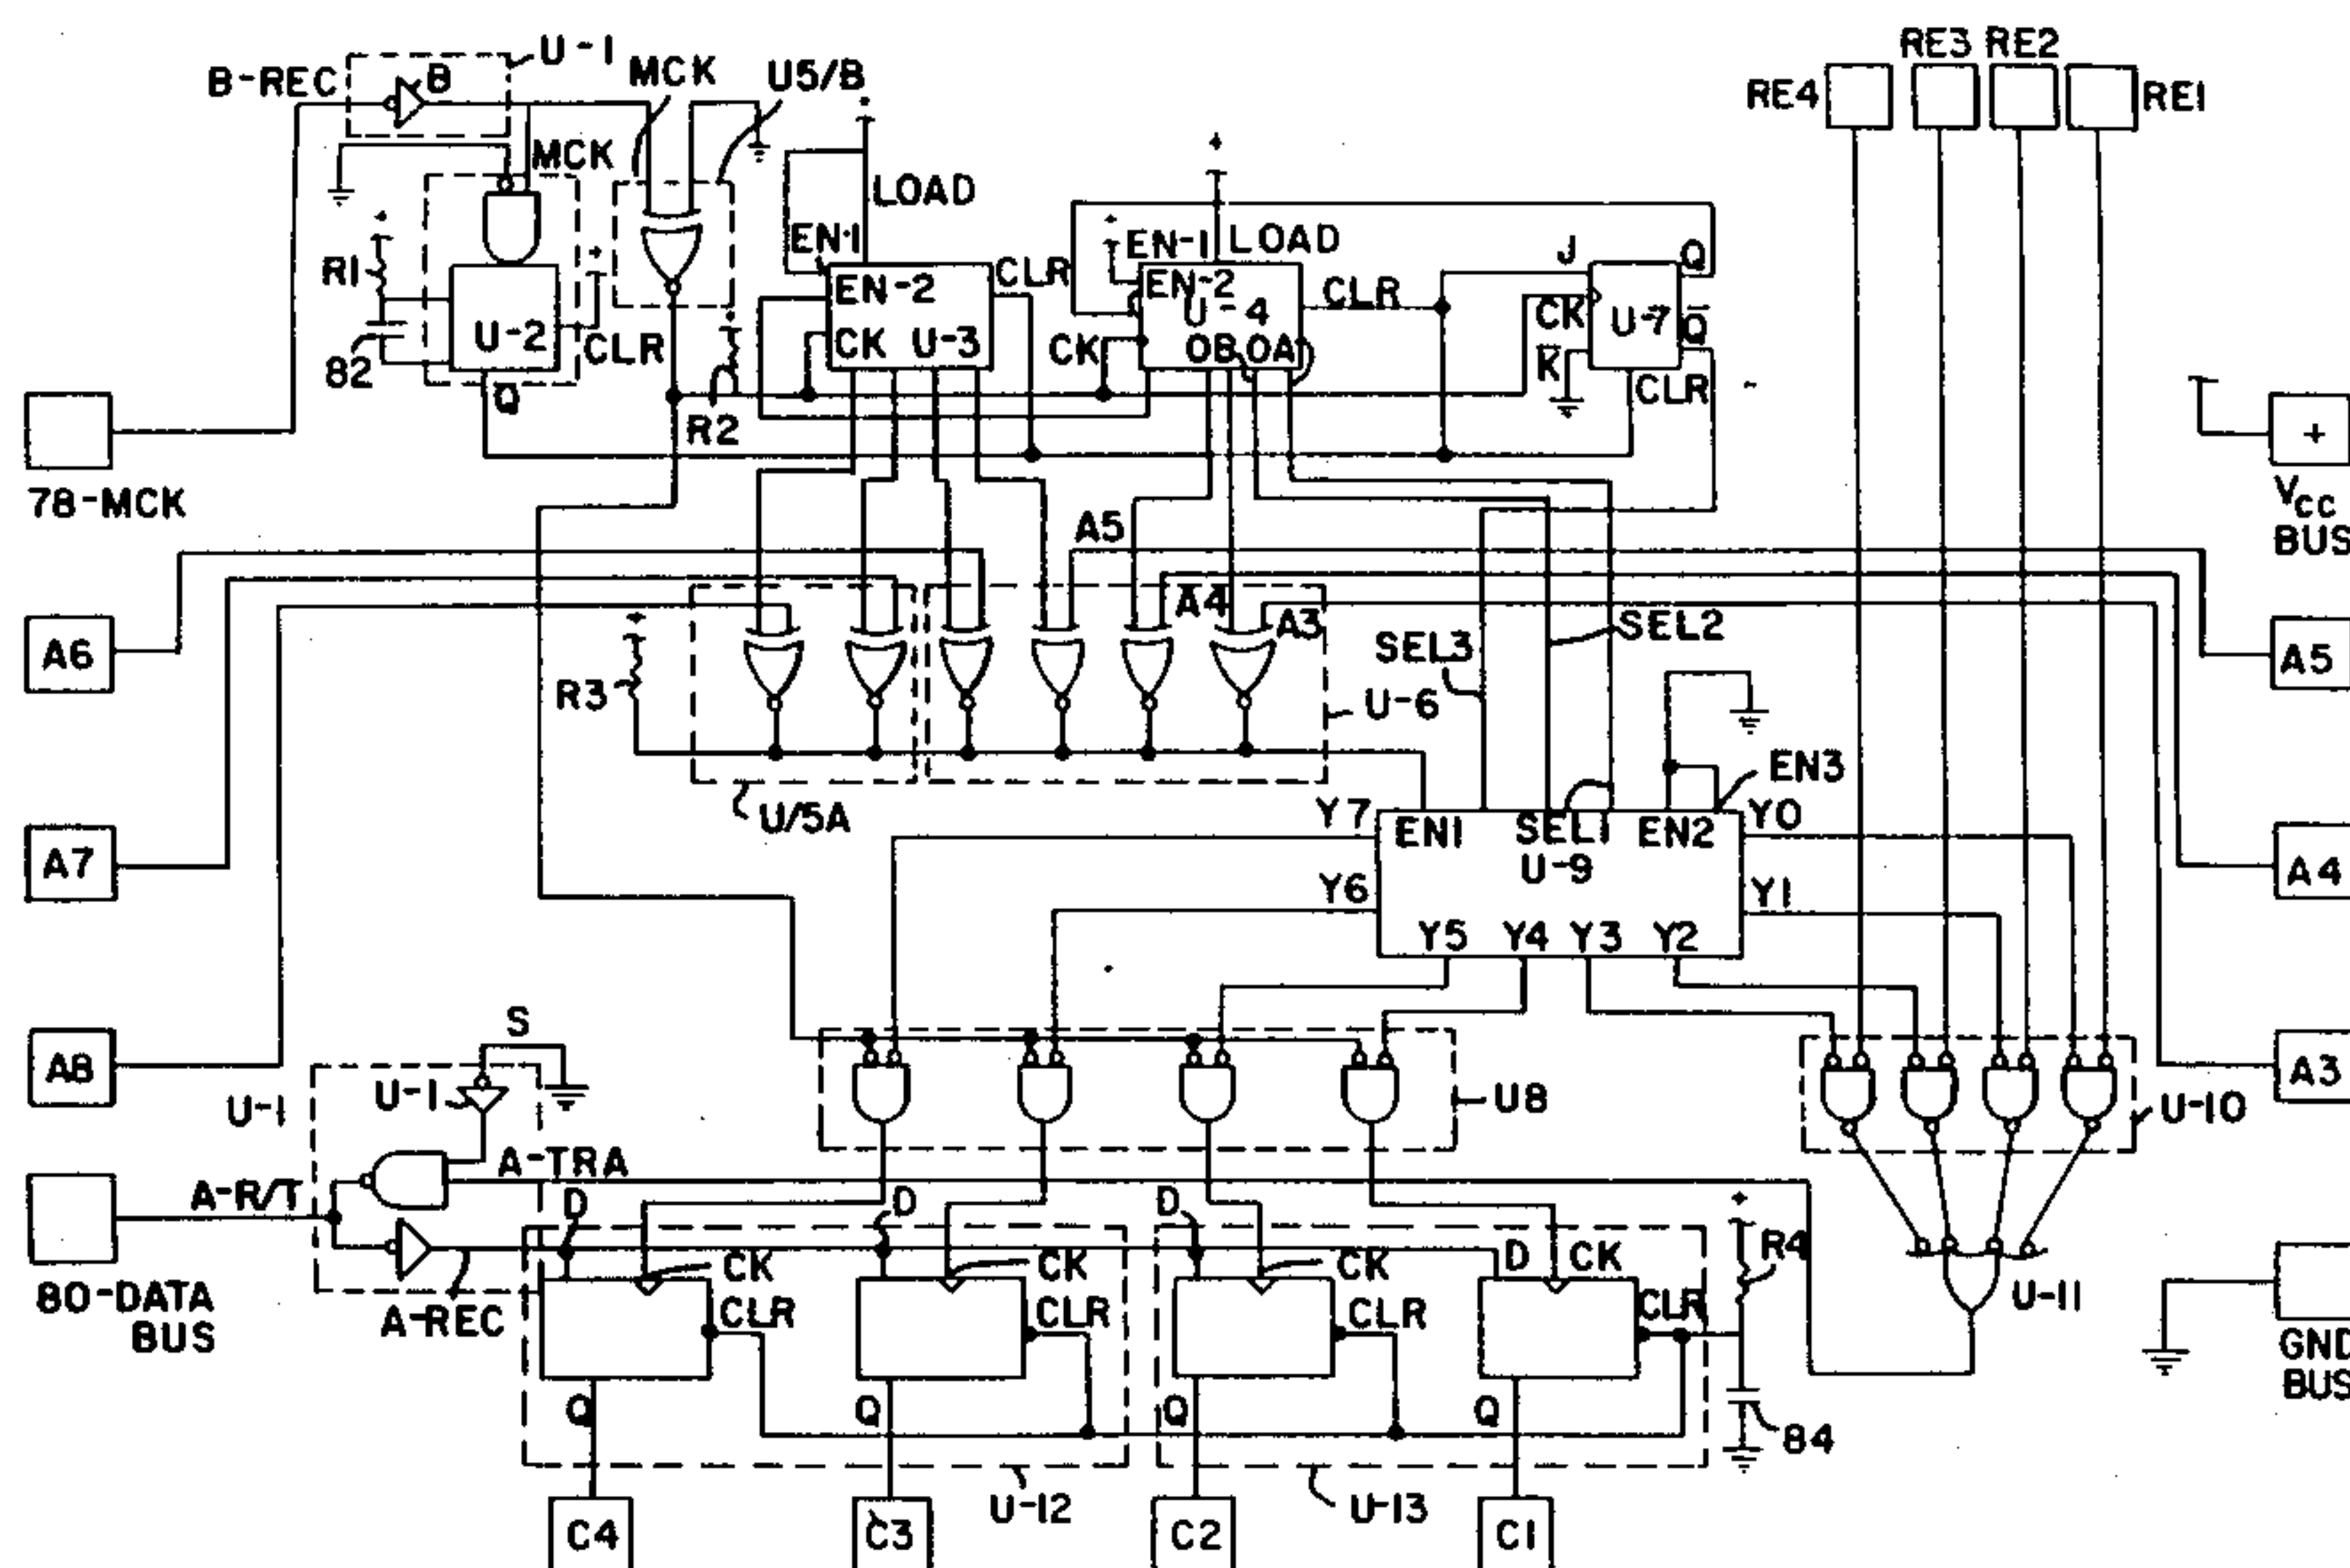 B-REC
B
U-1
MCK
U5/B
RE4
RE3
RE2
RE1
MCK
+
R1
82
U-2
+
CLR
Q
+
R2
+
LOAD
EN-1
EN-2
CLR
CK
U-3
+
+
EN-1
LOAD
EN-2
U-4
CLR
CK
OB
OA
J
Q
CK
U-7
Q̅
K̅
CLR
78-MCK
+
VCC
BUS
A5
A4
A3
A6
+
R3
SEL3
SEL2
U-6
A5
U/5A
EN3
A7
Y7
EN1
SEL1
EN2
Y0
U-9
Y6
Y1
Y5
Y4
Y3
Y2
A4
A8
S
U-1
U-1
U8
A3
U-10
A-R/T
A-TRA
D
D
D
+
R4
80-DATA
BUS
A-REC
CK
CLR
CK
CLR
CK
CLR
D
CK
CLR
U-11
GND
BUS
Q
Q
Q
Q
84
U-12
U-13
C4
C3
C2
C1